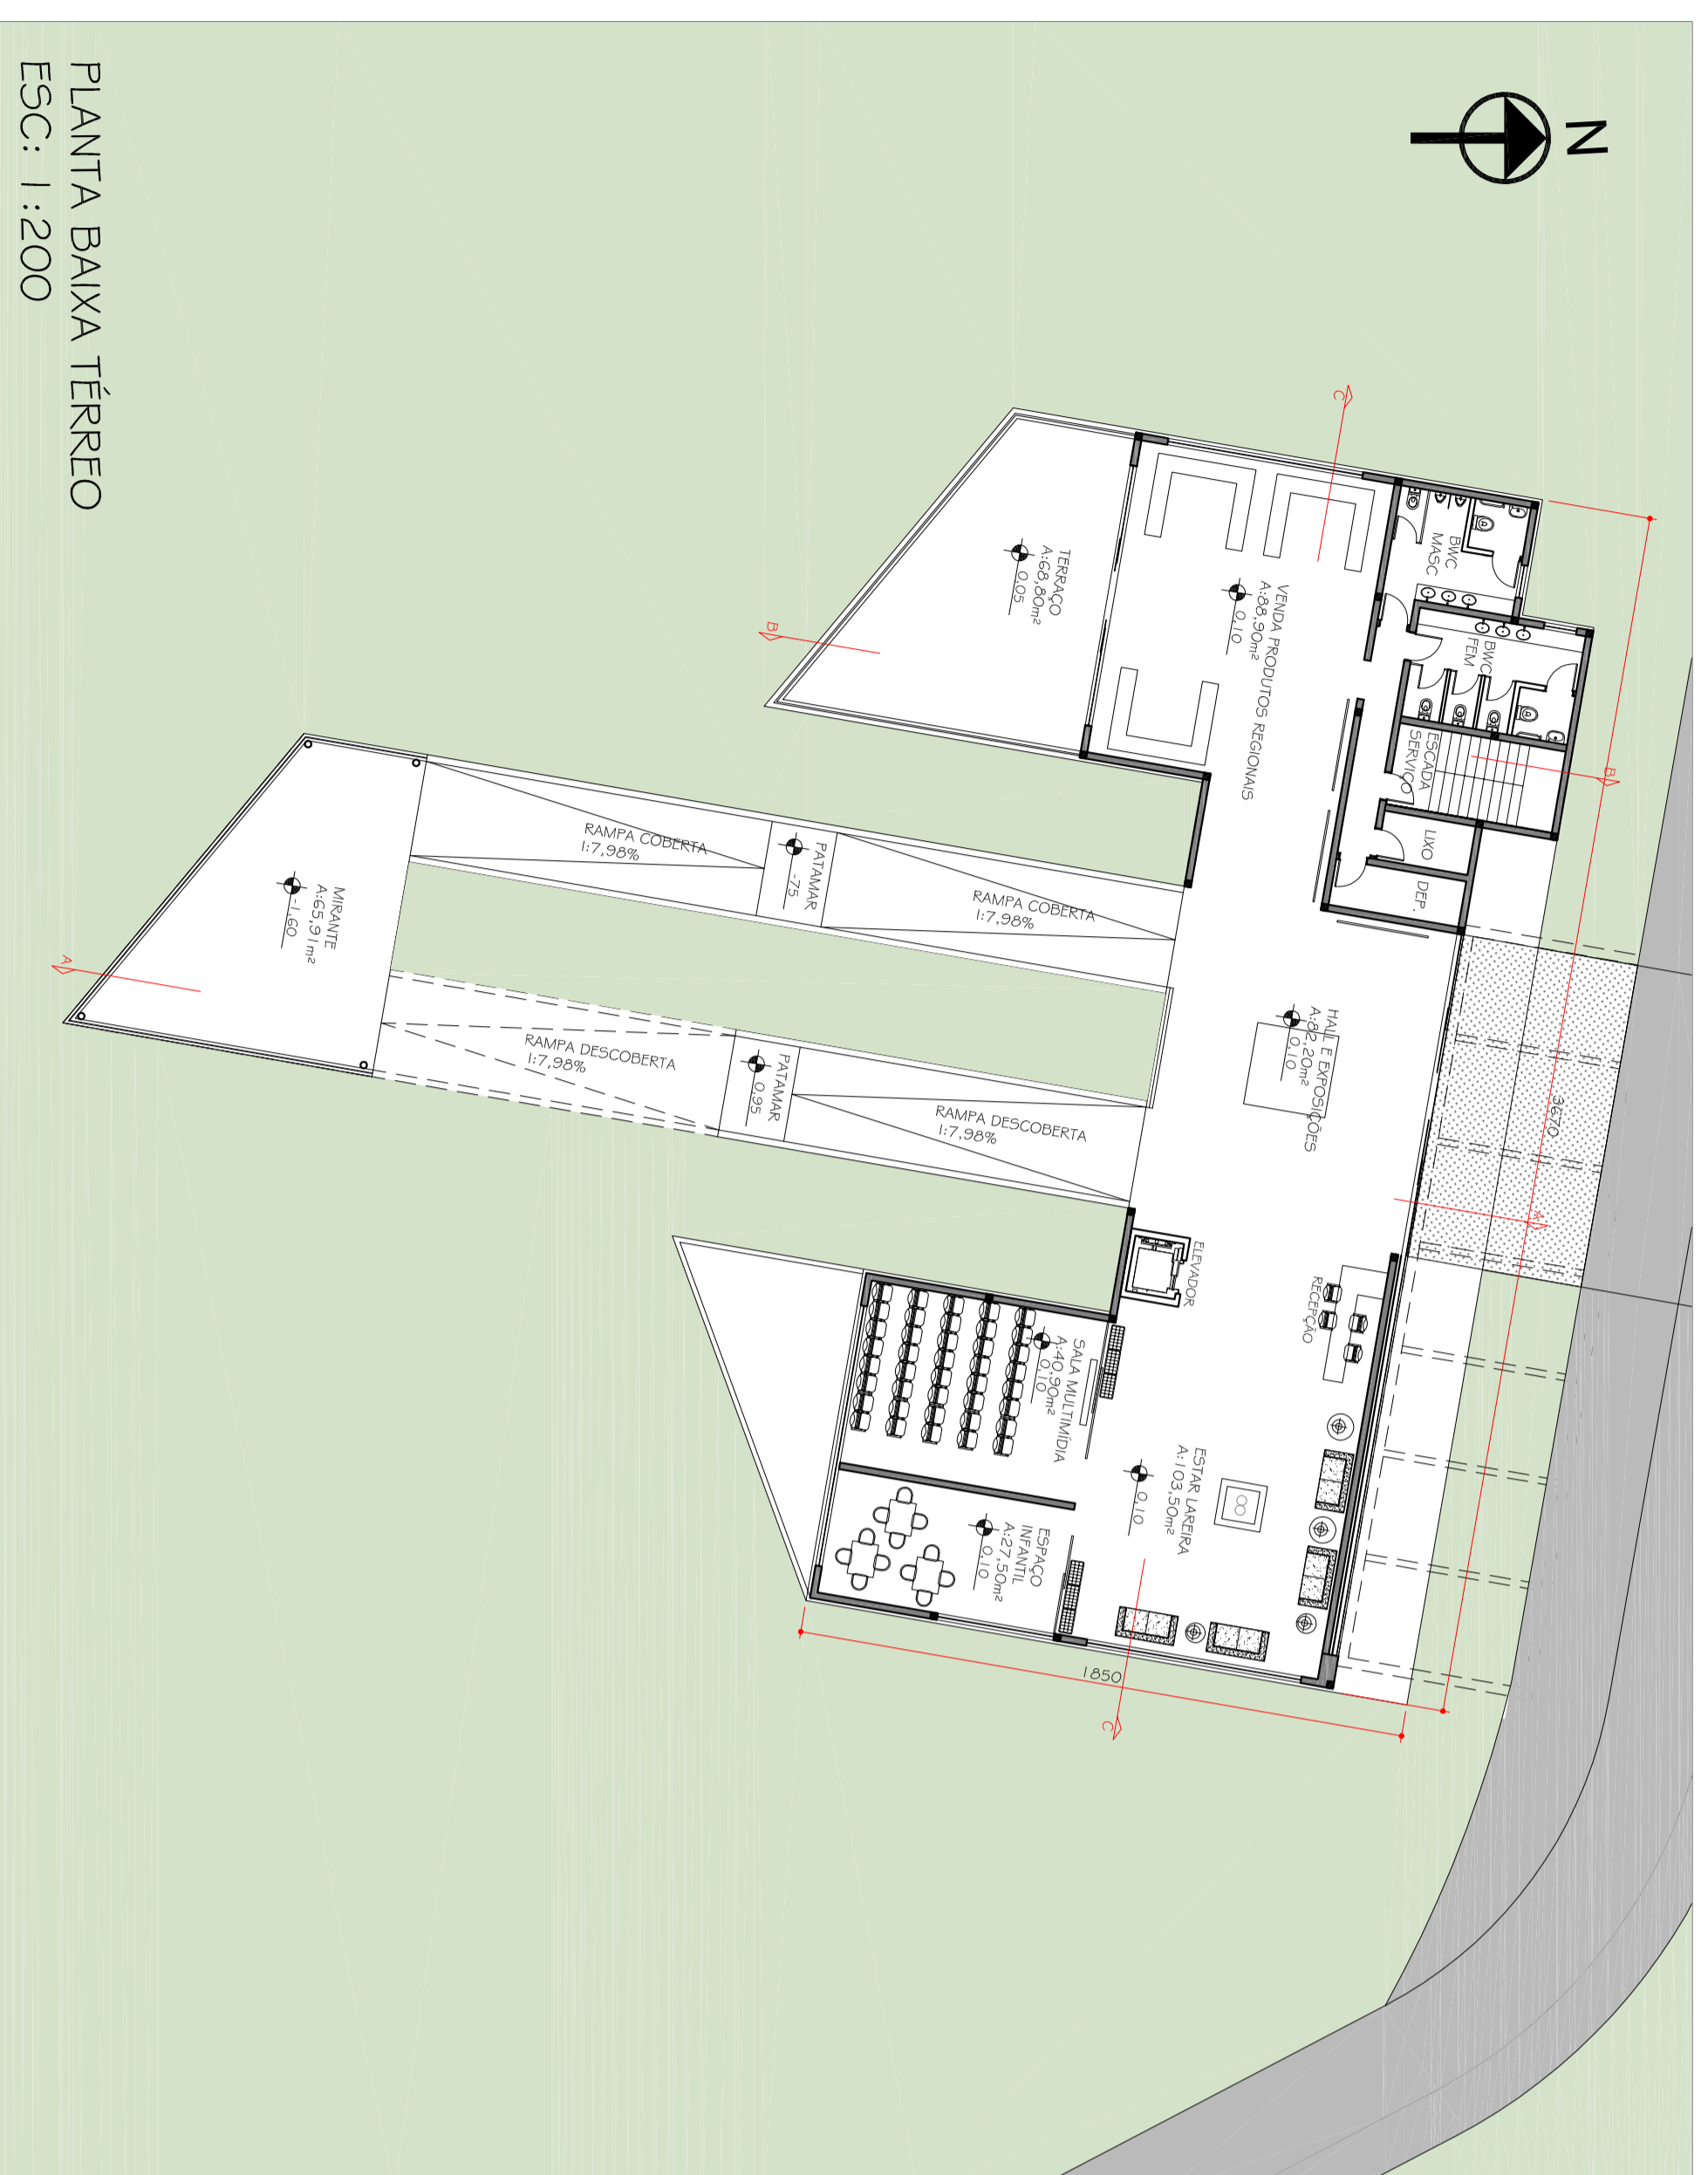 N
PLANTA BAIXA TÉRREO
ESC: 1:200
C
B
BWC
MASC
BWC
FEM
ESCADA
SERVIÇO
B
LIXO
DEP.
TERRAÇO
A:68,80m²
0.05
VENDA PRODUTOS REGIONAIS
A:88,90m²
0,10
RAMPA COBERTA
1:7,98%
PATAMAR
-75
RAMPA COBERTA
1:7,98%
MIRANTE
A:65,91m²
-1,60
A
RAMPA DESCOBERTA
1:7,98%
PATAMAR
0,95
RAMPA DESCOBERTA
1:7,98%
HALL E EXPOSIÇÕES
A:82,20m²
0,10
3670
A
ELEVADOR
RECEPÇÃO
SALA MULTIMÍDIA
A:40,90m²
0,10
ESTAR LAREIRA
A:103,50m²
0,10
ESPAÇO
INFANTIL
A:27,50m²
0,10
1850
C